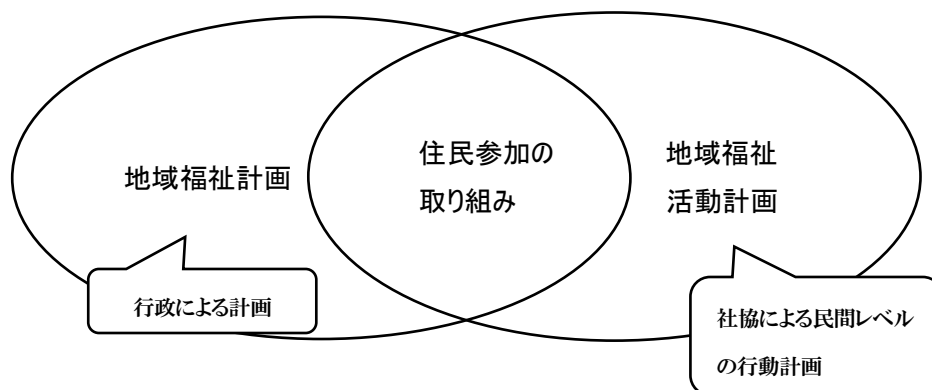 地域福祉計画
住民参加の
取り組み
地域福祉
活動計画
行政による計画
社協による民間レベル
の行動計画